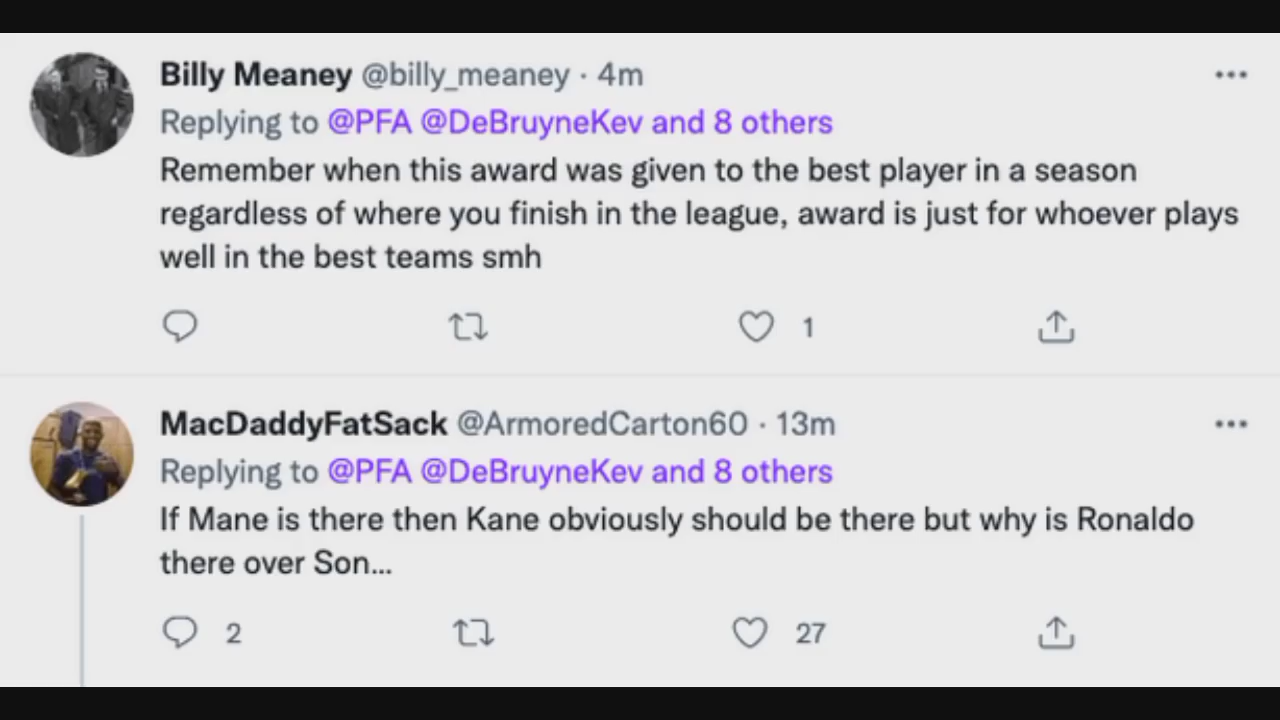 Billy Meaney @billy_meaney · 4m
Replying to @PFA @DeBruyneKev and 8 others
Remember when this award was given to the best player in a season
regardless of where you finish in the league, award is just for whoever plays
well in the best teams smh
1
MacDaddyFatSack @ArmoredCarton60 · 13m
Replying to @PFA @DeBruyneKev and 8 others
If Mane is there then Kane obviously should be there but why is Ronaldo
there over Son...
2 27